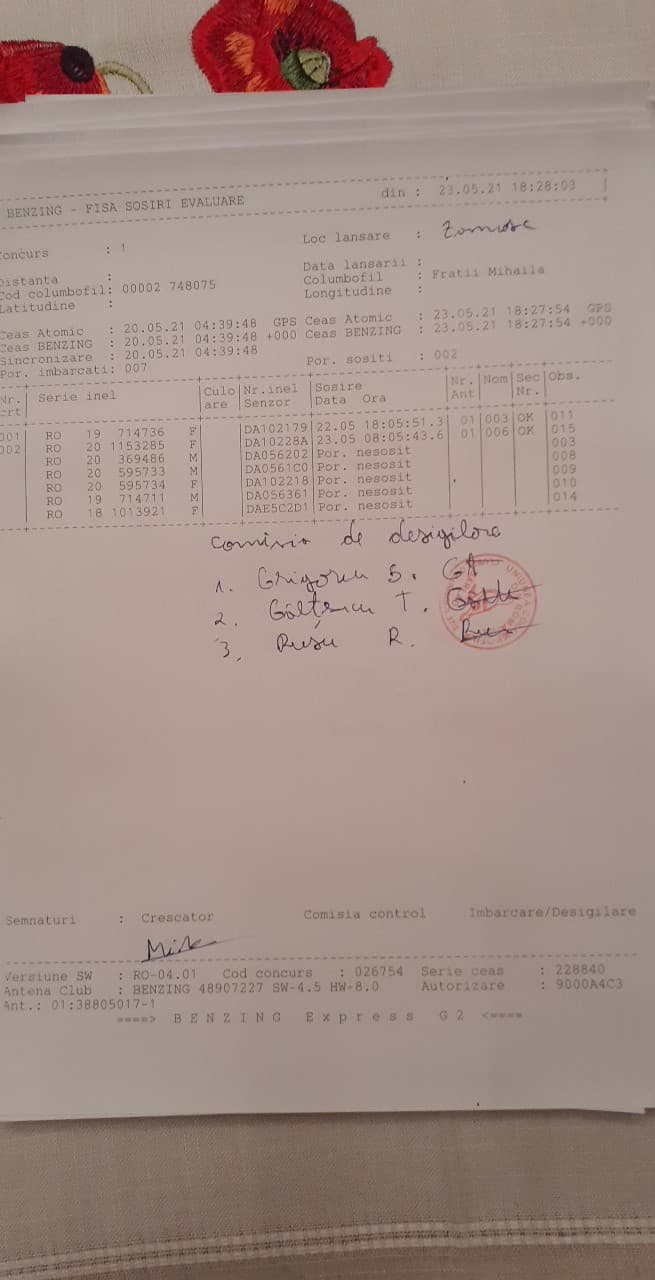 BENZING - FISA SOSIRI EVALUARE din : 23.05.21 18:28:03
Concurs : 1 Loc lansare : Zamosc
Distanta : Data lansarii :
Cod columbofil: 00002 748075 Columbofil : Fratii Mihaila
Latitudine : Longitudine :
Ceas Atomic : 20.05.21 04:39:48 GPS Ceas Atomic : 23.05.21 18:27:54 GPS
Ceas BENZING : 20.05.21 04:39:48 +000 Ceas BENZING : 23.05.21 18:27:54 +000
Sincronizare : 20.05.21 04:39:48
Por. imbarcati: 007 Por. sositi : 002
Nr. | Serie inel |Culo|Nr.inel |Sosire |Nr.|Nom|Sec|Obs.
crt| |are |Senzor |Data Ora |Ant| |Nr.|
001| RO 19 714736 F | |DA102179|22.05 18:05:51.3| 01|003|OK |011
002| RO 20 1153285 F | |DA10228A|23.05 08:05:43.6| 01|006|OK |015
RO 20 369486 M | |DA056202|Por. nesosit | | | |003
RO 20 595733 M | |DA0561C0|Por. nesosit | | | |008
RO 20 595734 F | |DA102218|Por. nesosit | | | |009
RO 19 714711 M | |DA056361|Por. nesosit | | | |010
RO 18 1013921 F | |DAE5C2D1|Por. nesosit | | | |014
Comisia de desigilare
1. Grigoriu S. GA
2. T.
3. Rusu R.
Semnaturi : Crescator Comisia control Imbarcare/Desigilare
Versiune SW : RO-04.01 Cod concurs : 026754 Serie ceas : 228840
Antena Club : BENZING 48907227 SW-4.5 HW-8.0 Autorizare : 9000A4C3
Ant.: 01:38805017-1
====> B E N Z I N G E x p r e s s G 2 <====